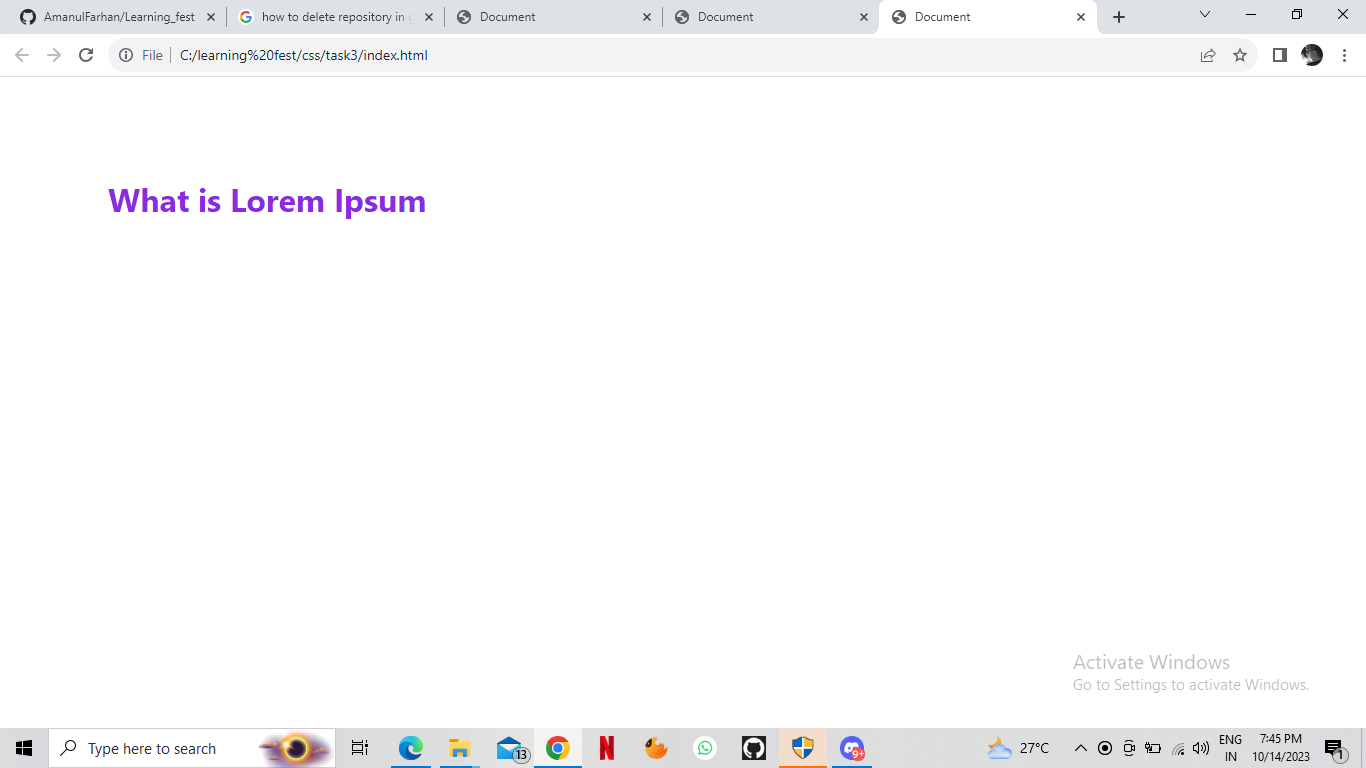 AmanulFarhan/Learning_fest
how to delete repository in g
Document
Document
Document
File
C:/learning%20fest/css/task3/index.html
What is Lorem Ipsum
Activate Windows
Go to Settings to activate Windows.
Type here to search
13
N
9+
27°C
ENG
IN
7:45 PM
10/14/2023
1